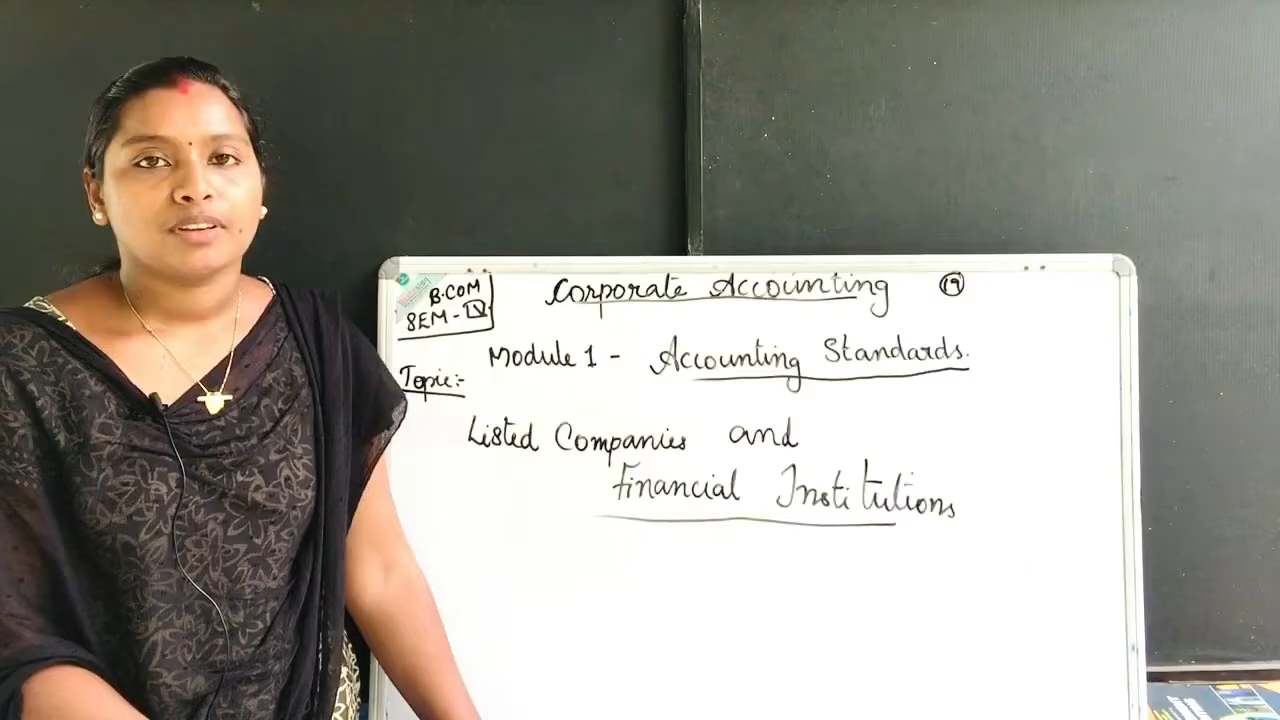 B.COM
SEM - IV
Corporate Accounting 19
Module 1 - Accounting Standards.
Topic:-
Listed Companies and
Financial Institutions